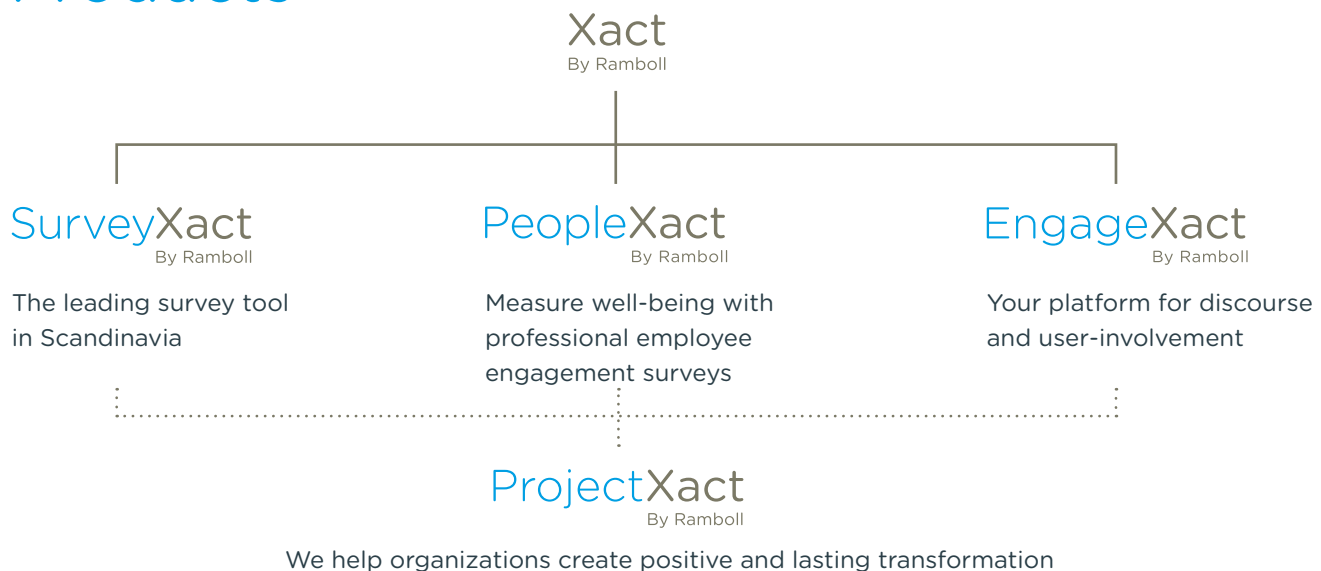 Products
Xact
By Ramboll
SurveyXact
By Ramboll
The leading survey tool
in Scandinavia
PeopleXact
By Ramboll
Measure well-being with
professional employee
engagement surveys
EngageXact
By Ramboll
Your platform for discourse
and user-involvement
ProjectXact
By Ramboll
We help organizations create positive and lasting transformation